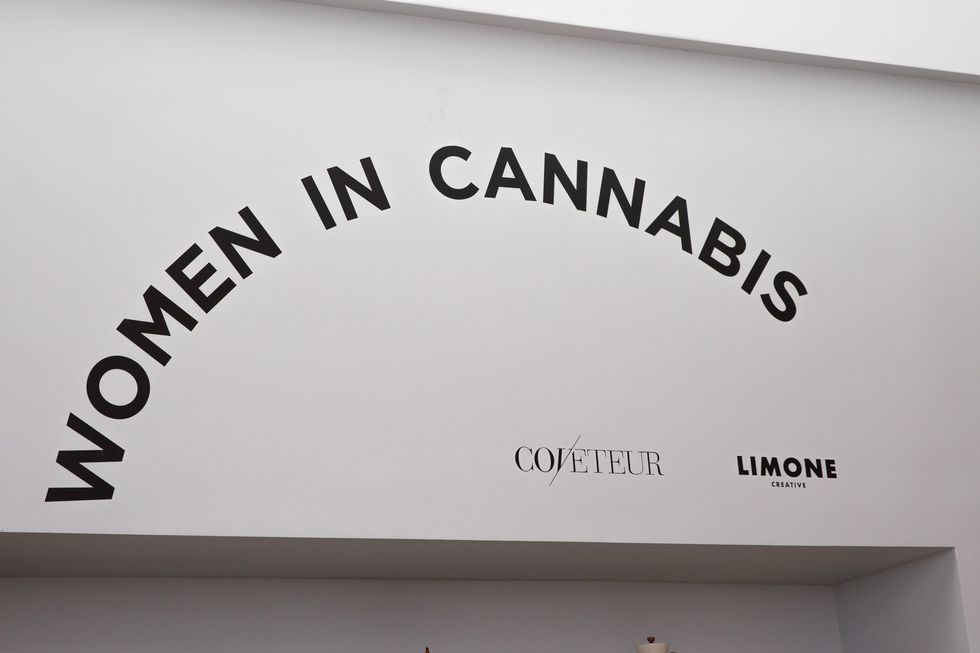 WOMEN IN CANNABIS
COVETEUR
LIMONE
CREATIVE